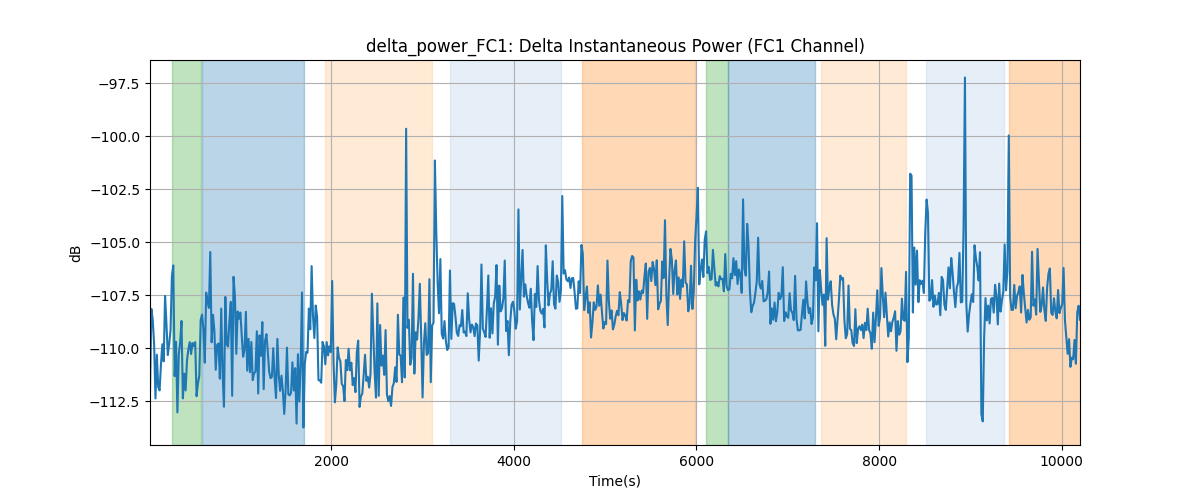 delta_power_FC1: Delta Instantaneous Power (FC1 Channel)
dB
−97.5
−100.0
−102.5
−105.0
−107.5
−110.0
−112.5
2000 4000 6000 8000 10000
Time(s)